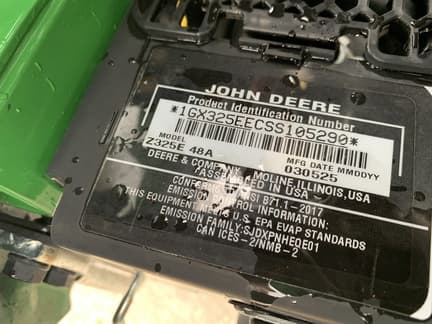 JOHN DEERE
Product Identification Number
*1GX325EECSS105290*
MODEL
Z325E 48A
MFG DATE MMDDYY
030525
DEERE & COMPANY MOLINE, ILLINOIS, USA
ASSEMBLED IN USA
CONFORMS ANSI B71.1-2017
EMISSION CONTROL INFORMATION:
THIS EQUIPMENT MEETS U.S. EPA EVAP STANDARDS
EMISSION FAMILY:SJDXPNHEQEE01
CAN ICES-2/NMB-2